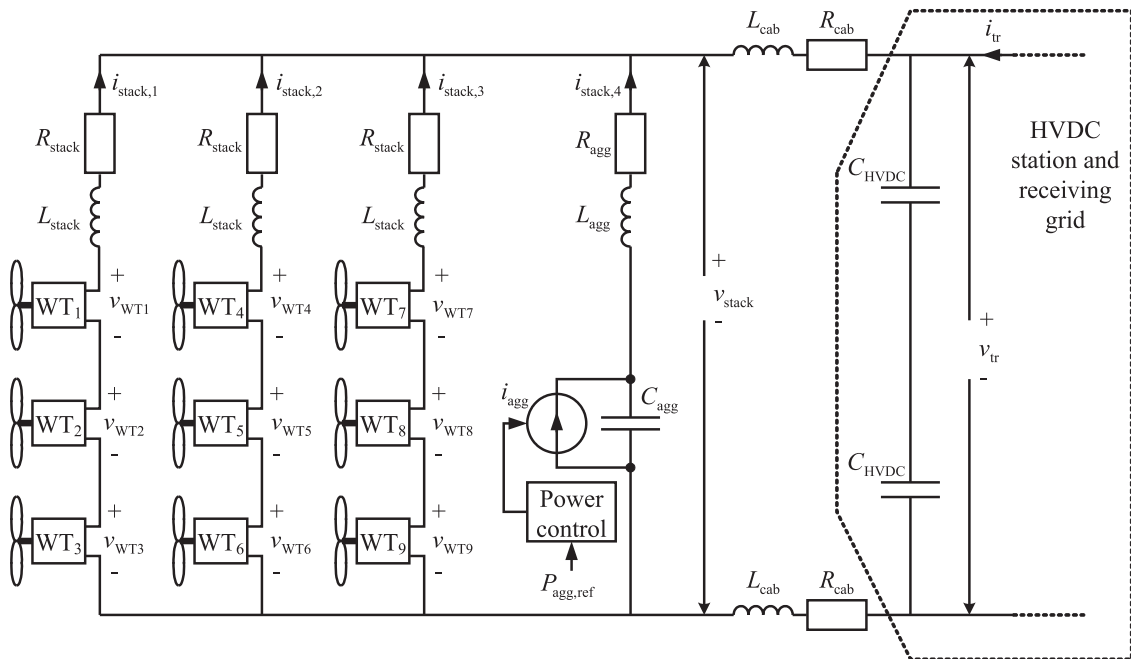 L_cab R_cab
i_tr
i_stack,1 i_stack,2 i_stack,3 i_stack,4
R_stack R_stack R_stack R_agg
HVDC
station and
receiving
grid
C_HVDC
L_stack L_stack L_stack L_agg
WT_1 + v_WT1 -
WT_4 + v_WT4 -
WT_7 + v_WT7 -
+ v_stack -
+ v_tr -
WT_2 + v_WT2 -
WT_5 + v_WT5 -
WT_8 + v_WT8 -
i_agg C_agg
C_HVDC
WT_3 + v_WT3 -
WT_6 + v_WT6 -
WT_9 + v_WT9 -
Power
control
P_agg,ref
L_cab R_cab